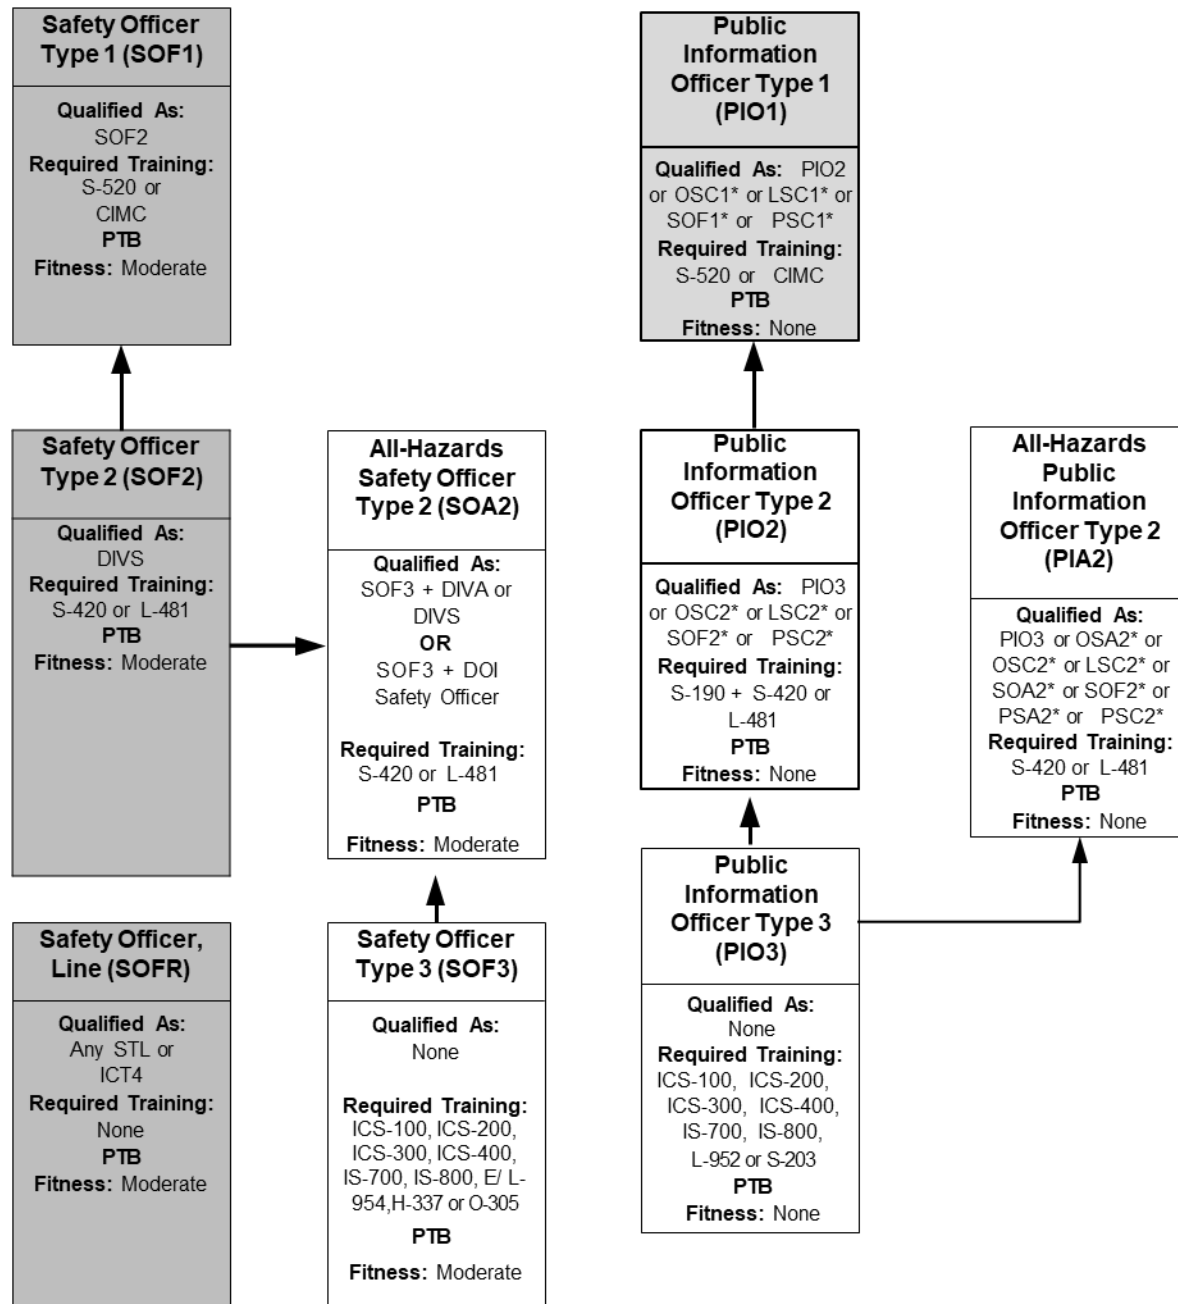 Safety Officer
Type 1 (SOF1)
Qualified As:
SOF2
Required Training:
S-520 or
CIMC
PTB
Fitness: Moderate
Public
Information
Officer Type 1
(PIO1)
Qualified As: PIO2
or OSC1* or LSC1* or
SOF1* or PSC1*
Required Training:
S-520 or CIMC
PTB
Fitness: None
Safety Officer
Type 2 (SOF2)
Qualified As:
DIVS
Required Training:
S-420 or L-481
PTB
Fitness: Moderate
All-Hazards
Safety Officer
Type 2 (SOA2)
Qualified As:
SOF3 + DIVA or
DIVS
OR
SOF3 + DOI
Safety Officer
Required Training:
S-420 or L-481
PTB
Fitness: Moderate
Public
Information
Officer Type 2
(PIO2)
Qualified As: PIO3
or OSC2* or LSC2* or
SOF2* or PSC2*
Required Training:
S-190 + S-420 or
L-481
PTB
Fitness: None
All-Hazards
Public
Information
Officer Type 2
(PIA2)
Qualified As:
PIO3 or OSA2* or
OSC2* or LSC2* or
SOA2* or SOF2* or
PSA2* or PSC2*
Required Training:
S-420 or L-481
PTB
Fitness: None
Safety Officer,
Line (SOFR)
Qualified As:
Any STL or
ICT4
Required Training:
None
PTB
Fitness: Moderate
Safety Officer
Type 3 (SOF3)
Qualified As:
None
Required Training:
ICS-100, ICS-200,
ICS-300, ICS-400,
IS-700, IS-800, E/ L-
954,H-337 or O-305
PTB
Fitness: Moderate
Public
Information
Officer Type 3
(PIO3)
Qualified As:
None
Required Training:
ICS-100, ICS-200,
ICS-300, ICS-400,
IS-700, IS-800,
L-952 or S-203
PTB
Fitness: None